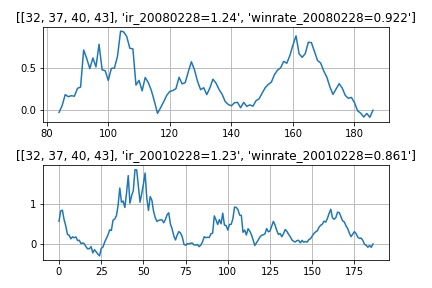 [[32, 37, 40, 43], 'ir_20080228=1.24', 'winrate_20080228=0.922']
0.5
0.0
80 100 120 140 160 180
[[32, 37, 40, 43], 'ir_20010228=1.23', 'winrate_20010228=0.861']
1
0
0 25 50 75 100 125 150 175